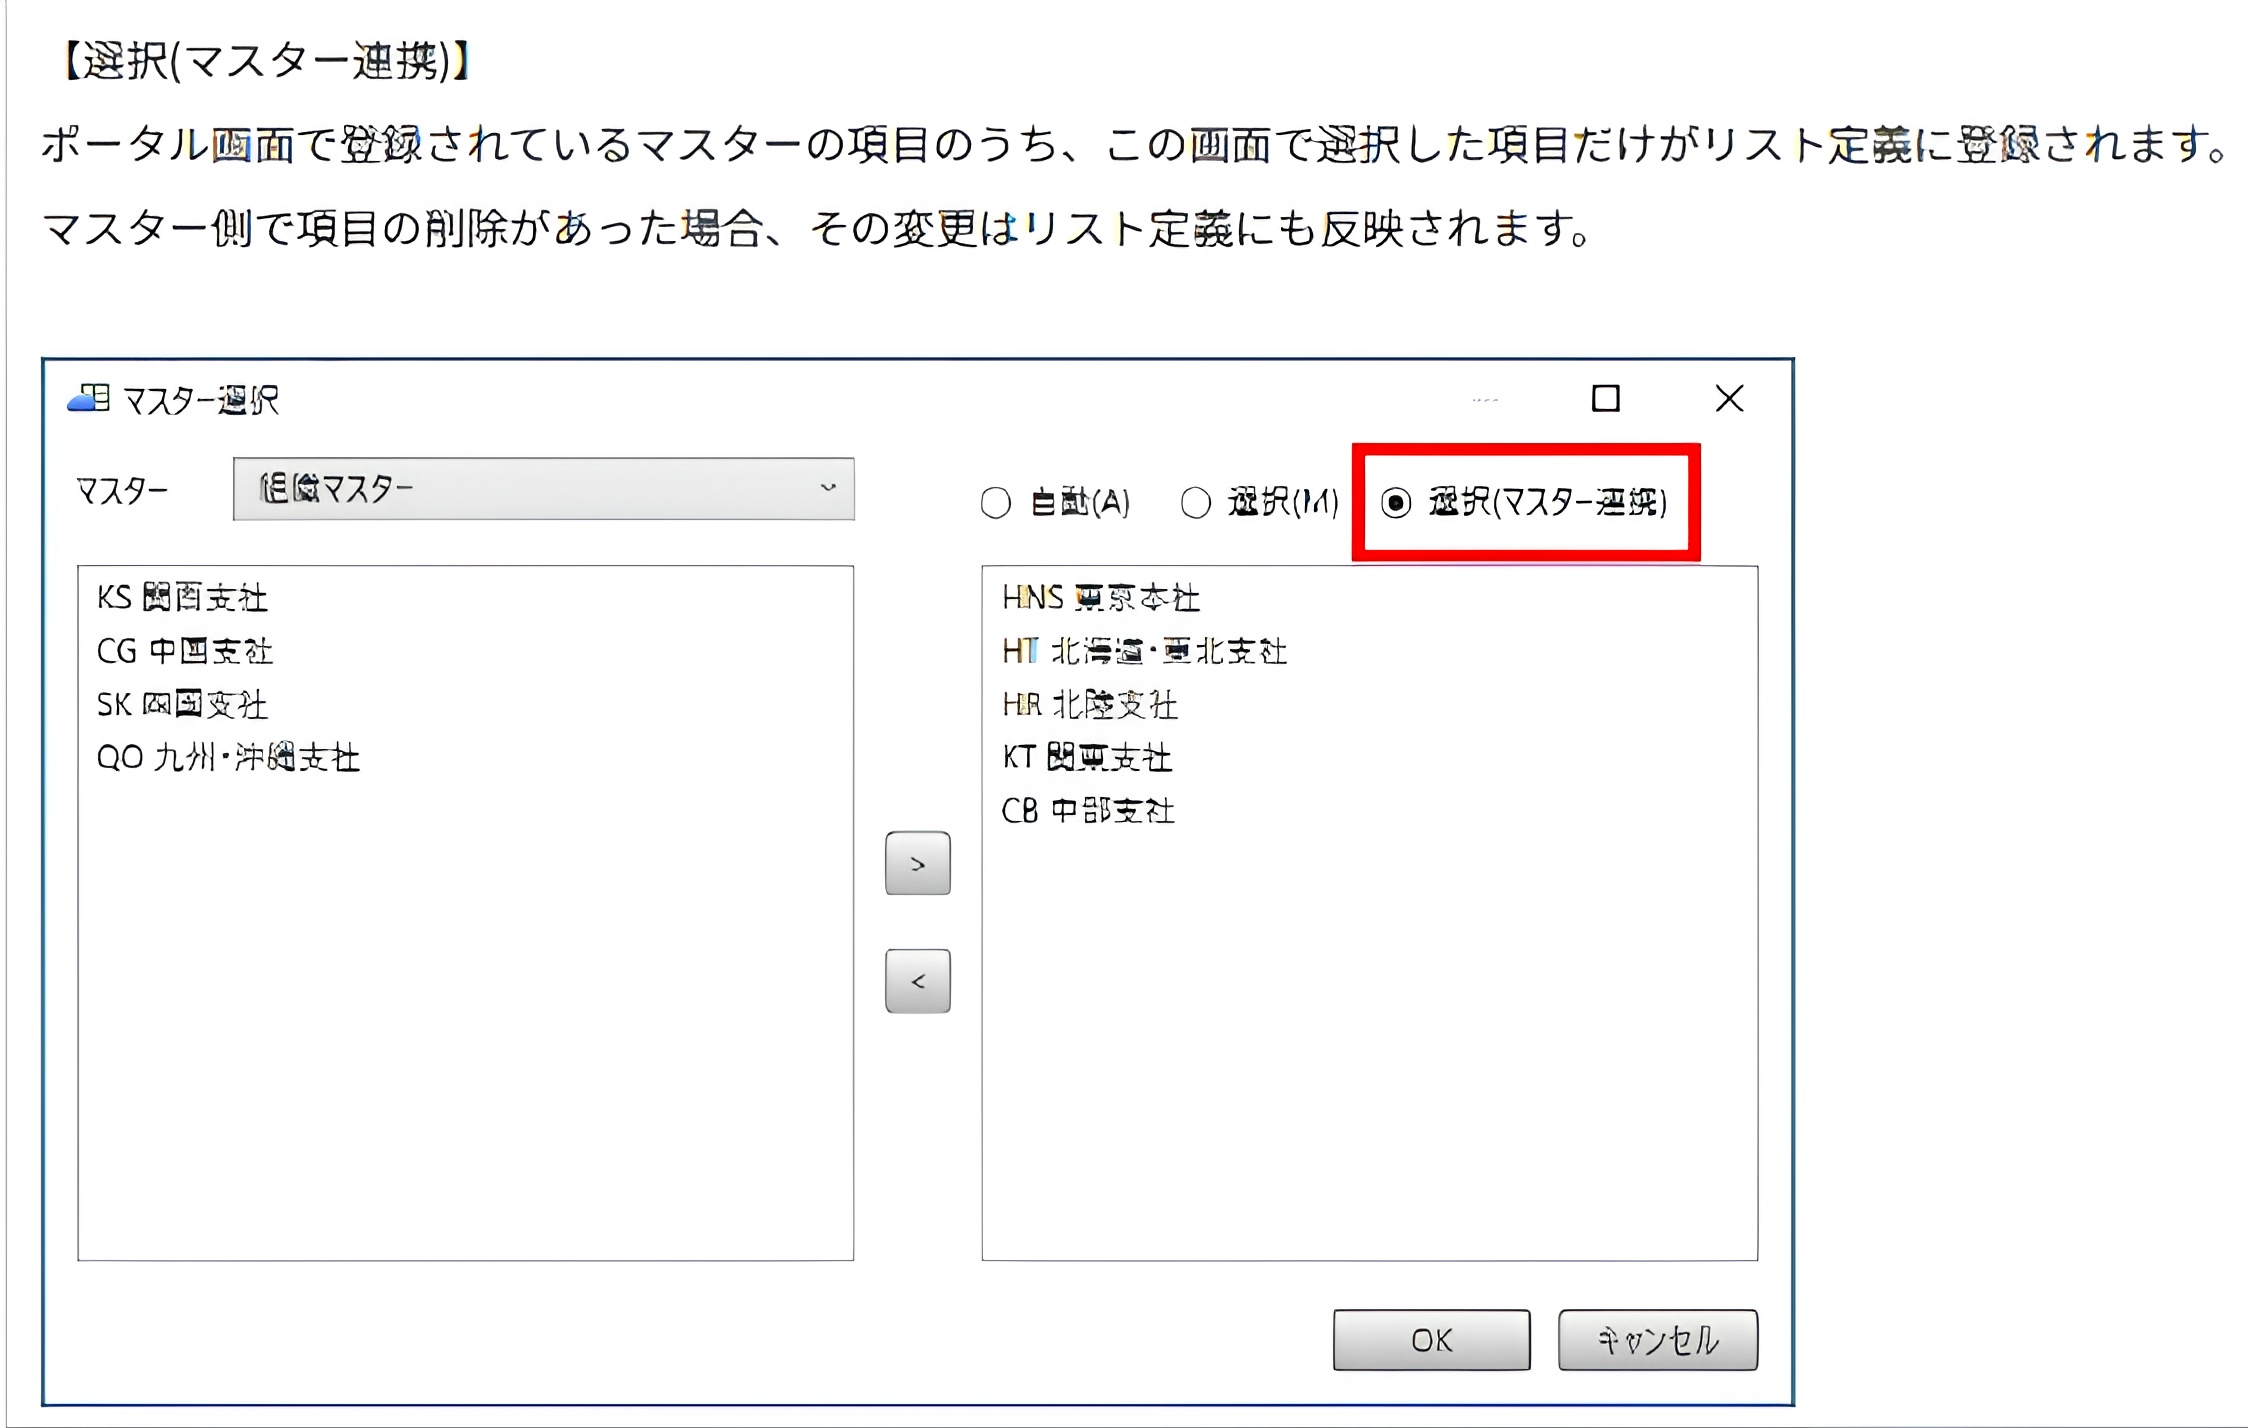 【選択(マスター連携)】
ポータル画面で登録されているマスターの項目のうち、この画面で選択した項目だけがリスト定義に登録されます。
マスター側で項目の削除があった場合、その変更はリスト定義にも反映されます。
マスター選択
マスター 組織マスター
自動(A) 選択(M) 選択(マスター連携)
KS 関西支社
CG 中国支社
SK 四国支社
QO 九州・沖縄支社
>
<
HNS 東京本社
HT 北海道・東北支社
HR 北陸支社
KT 関東支社
CB 中部支社
OK キャンセル